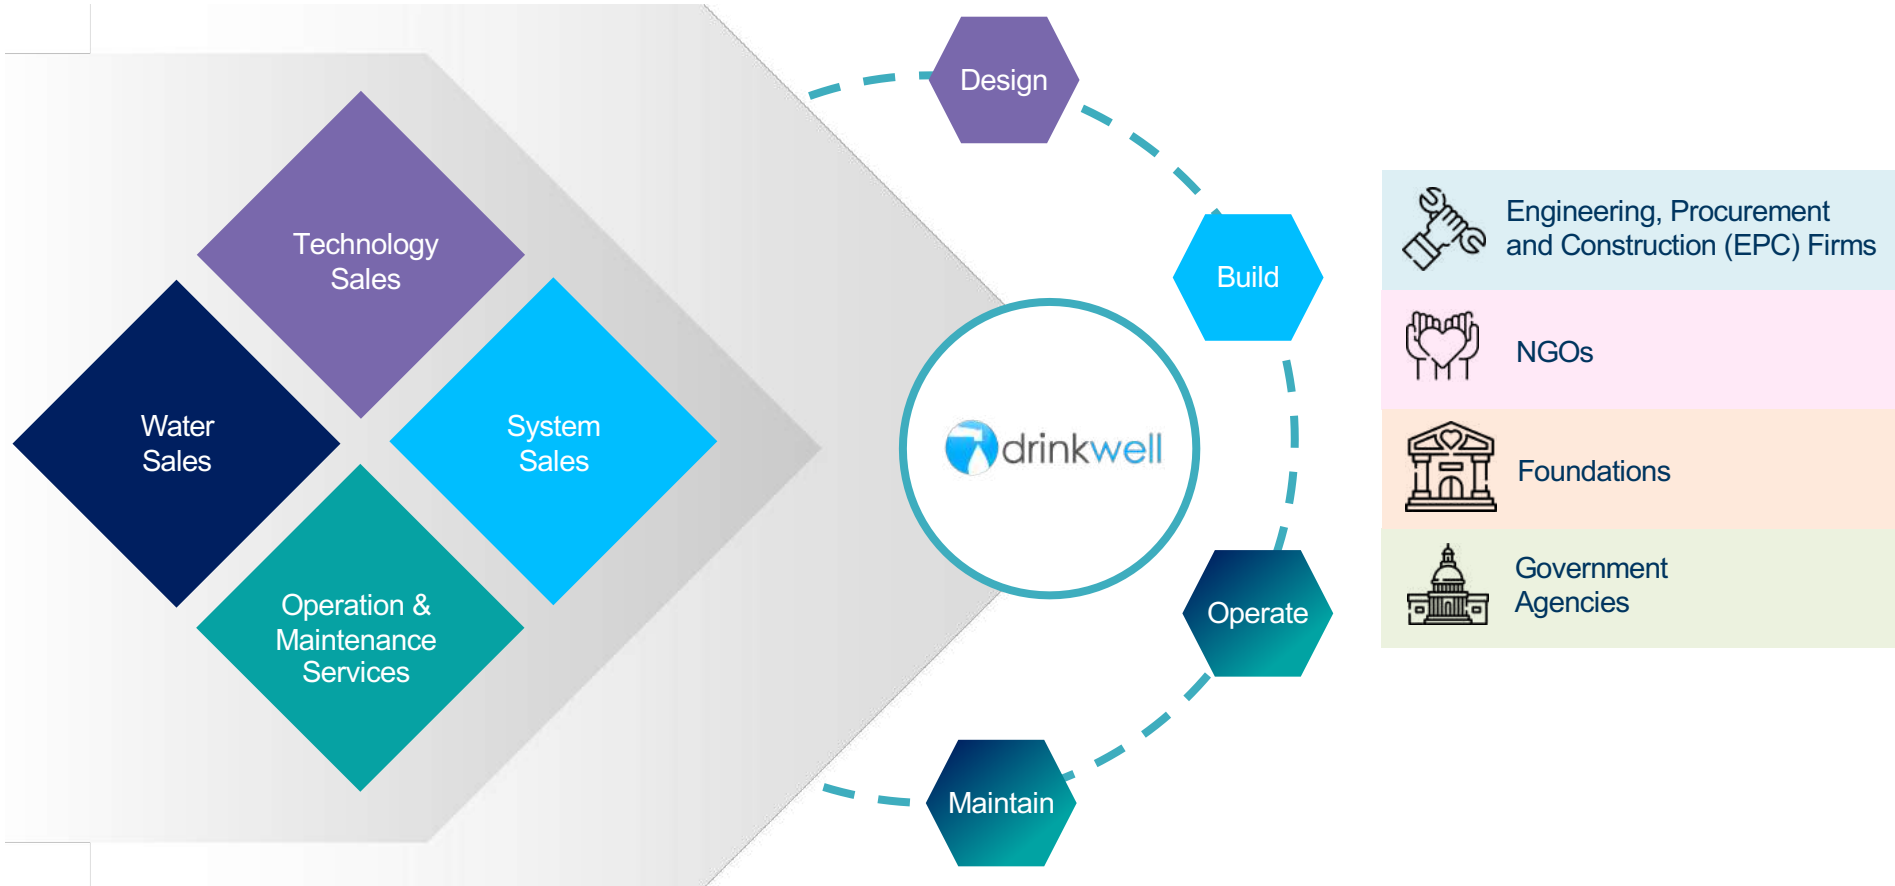 Technology
Sales
Water
Sales
System
Sales
Operation &
Maintenance
Services
drinkwell
Design
Build
Operate
Maintain
Engineering, Procurement
and Construction (EPC) Firms
NGOs
Foundations
Government
Agencies